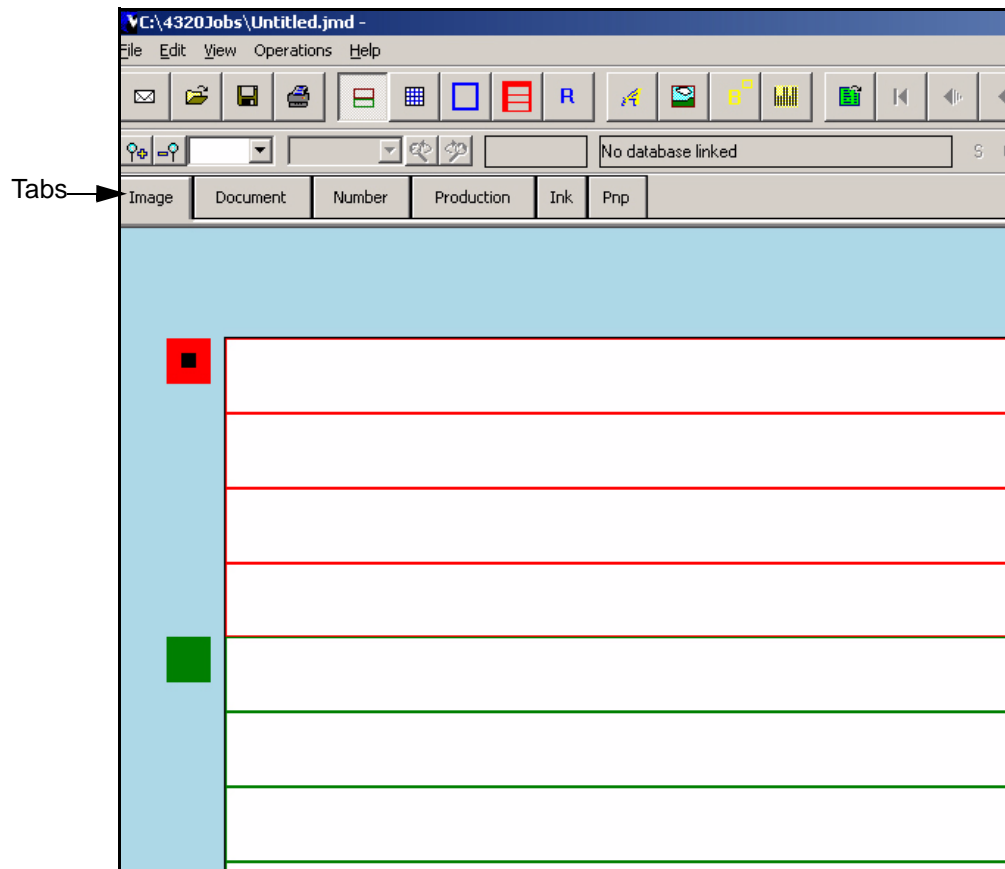 C:\4320Jobs\Untitled.jmd -
File Edit View Operations Help
R B
No database linked S
Tabs
Image Document Number Production Ink Pnp